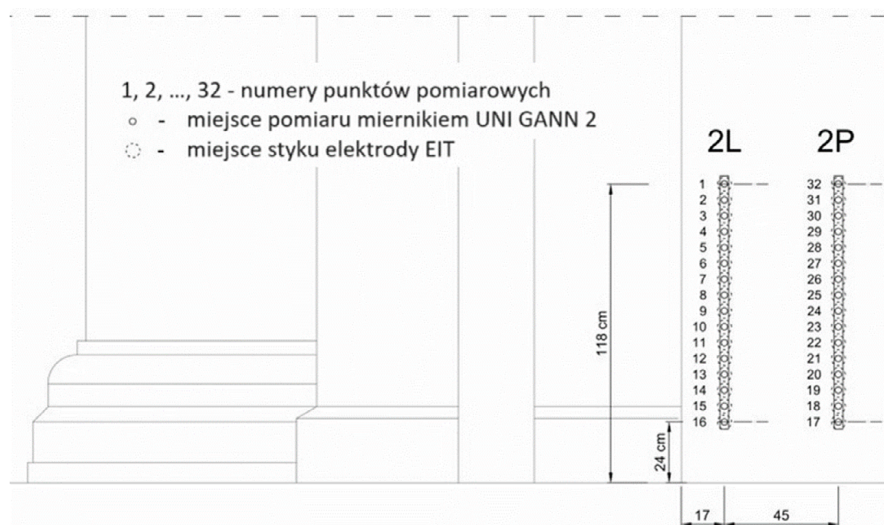 1, 2, ..., 32 - numery punktów pomiarowych
- miejsce pomiaru miernikiem UNI GANN 2
- miejsce styku elektrody EIT
2L 2P
1 32
2 31
3 30
4 29
5 28
6 27
7 26
8 25
9 24
10 23
11 22
12 21
13 20
14 19
15 18
16 17
118 cm
24 cm
17 45